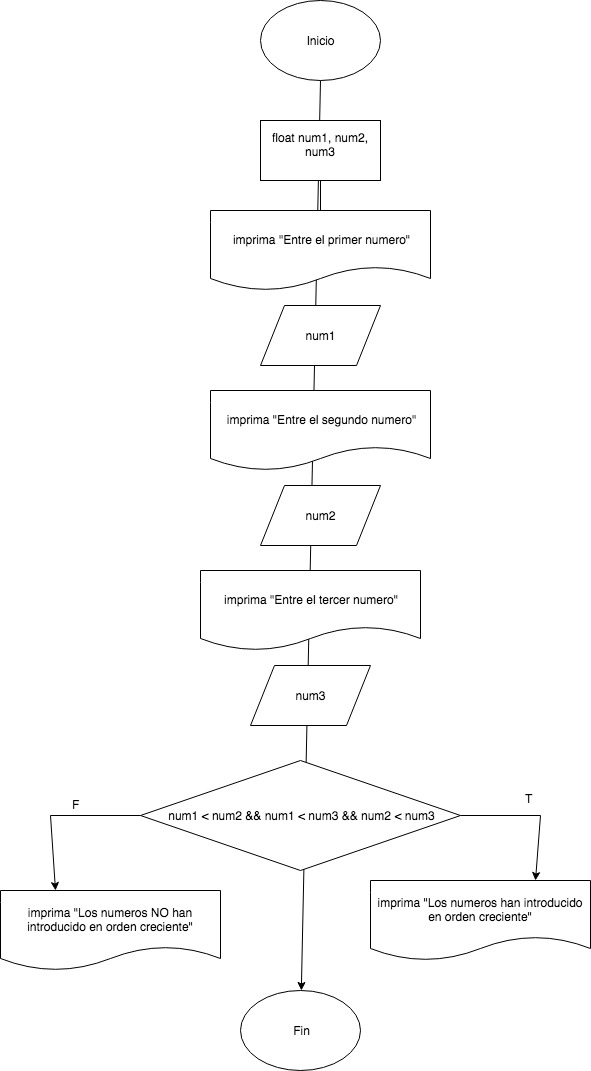 Inicio
float num1, num2,
num3
imprima "Entre el primer numero"
num1
imprima "Entre el segundo numero"
num2
imprima "Entre el tercer numero"
num3
num1 < num2 && num1 < num3 && num2 < num3
F
T
imprima "Los numeros NO han
introducido en orden creciente"
imprima "Los numeros han introducido
en orden creciente"
Fin